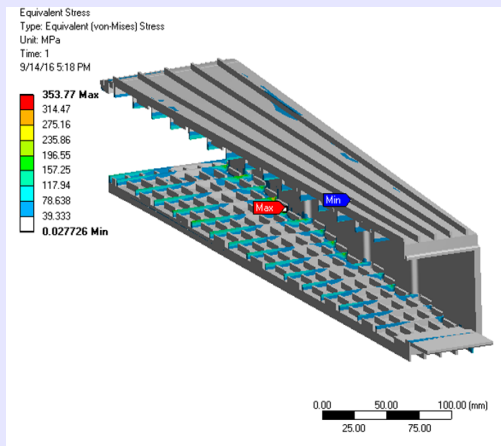 Equivalent Stress
Type: Equivalent (von-Mises) Stress
Unit: MPa
Time: 1
9/14/16 5:18 PM
353.77 Max
314.47
275.16
235.86
196.55
157.25
117.94
78.638
39.333
0.027726 Min
Min
Max
0.00 50.00 100.00 (mm)
25.00 75.00